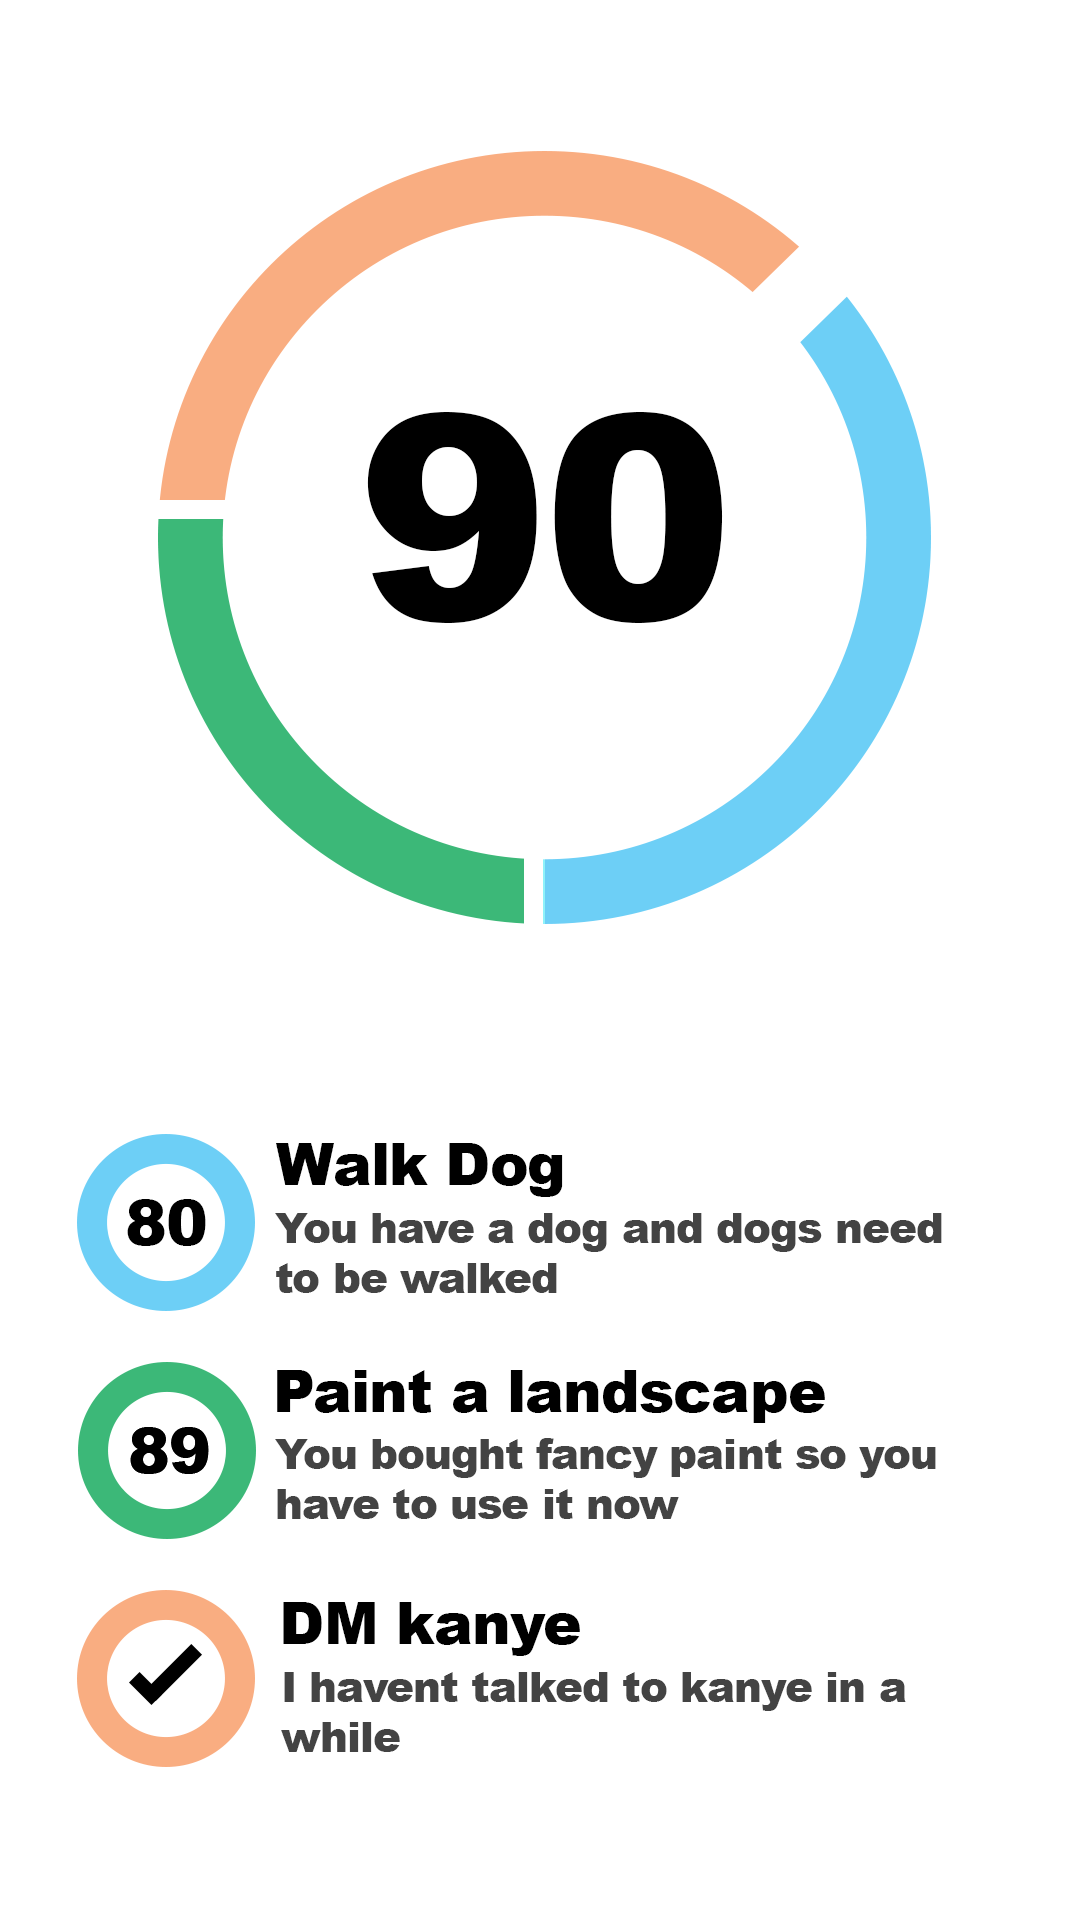 90
80
Walk Dog
You have a dog and dogs need
to be walked
89
Paint a landscape
You bought fancy paint so you
have to use it now
DM kanye
I havent talked to kanye in a
while